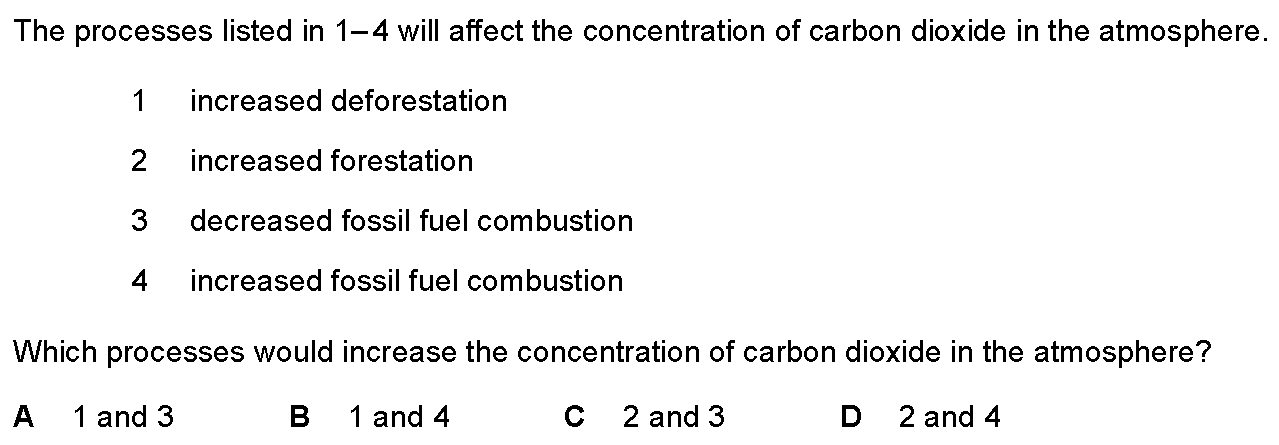 The processes listed in 1–4 will affect the concentration of carbon dioxide in the atmosphere.
1 increased deforestation
2 increased forestation
3 decreased fossil fuel combustion
4 increased fossil fuel combustion
Which processes would increase the concentration of carbon dioxide in the atmosphere?
A 1 and 3 B 1 and 4 C 2 and 3 D 2 and 4